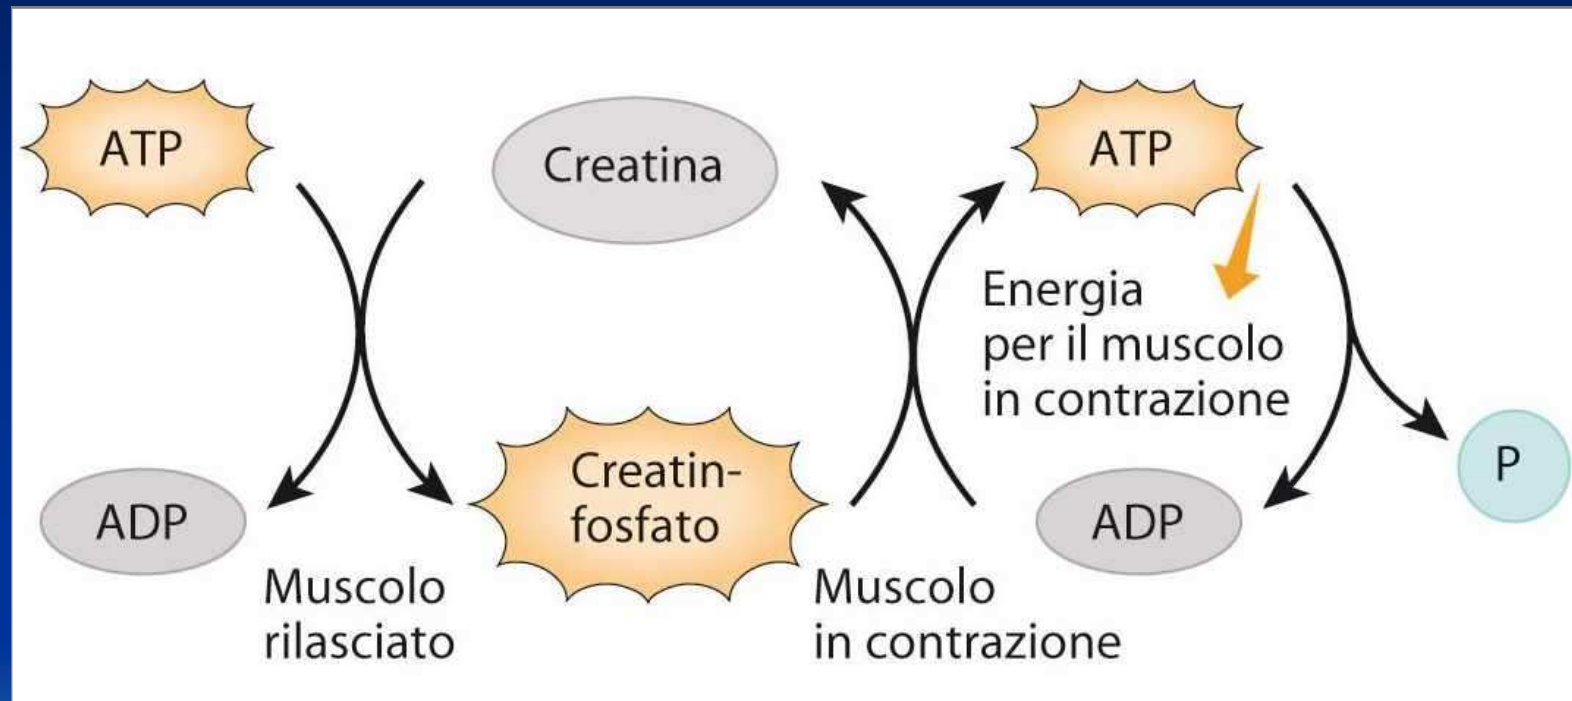 ATP
Creatina
ATP
Energia
per il muscolo
in contrazione
P
Creatin-
fosfato
ADP
ADP
Muscolo
rilasciato
Muscolo
in contrazione